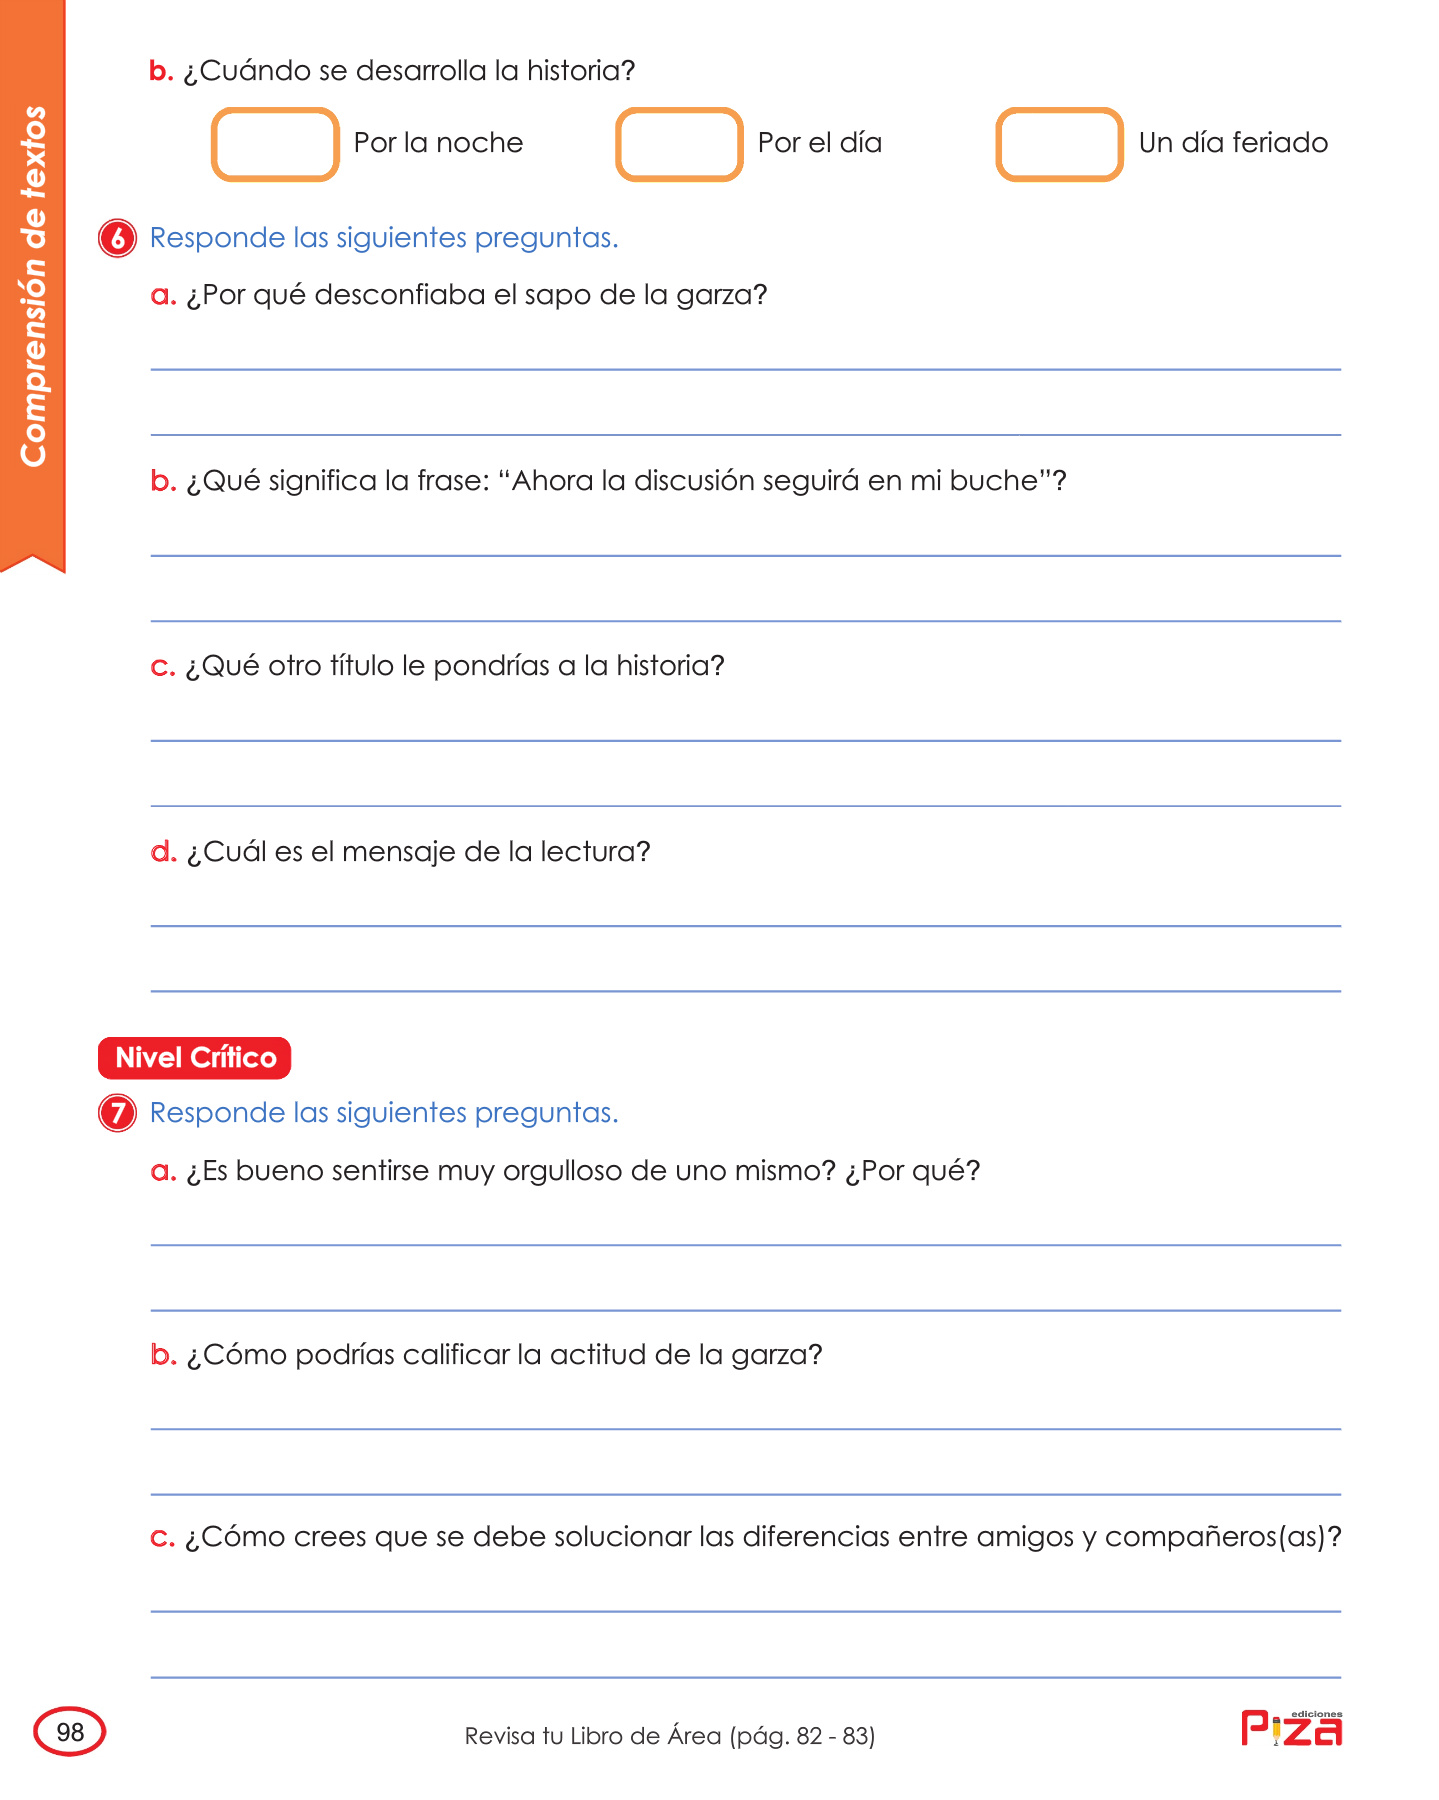 Comprensión de textos
b. ¿Cuándo se desarrolla la historia?
Por la noche Por el día Un día feriado
6 Responde las siguientes preguntas.
a. ¿Por qué desconfiaba el sapo de la garza?
b. ¿Qué significa la frase: “Ahora la discusión seguirá en mi buche”?
c. ¿Qué otro título le pondrías a la historia?
d. ¿Cuál es el mensaje de la lectura?
Nivel Crítico
7 Responde las siguientes preguntas.
a. ¿Es bueno sentirse muy orgulloso de uno mismo? ¿Por qué?
b. ¿Cómo podrías calificar la actitud de la garza?
c. ¿Cómo crees que se debe solucionar las diferencias entre amigos y compañeros(as)?
98
Revisa tu Libro de Área (pág. 82 - 83)
ediciones
Piza